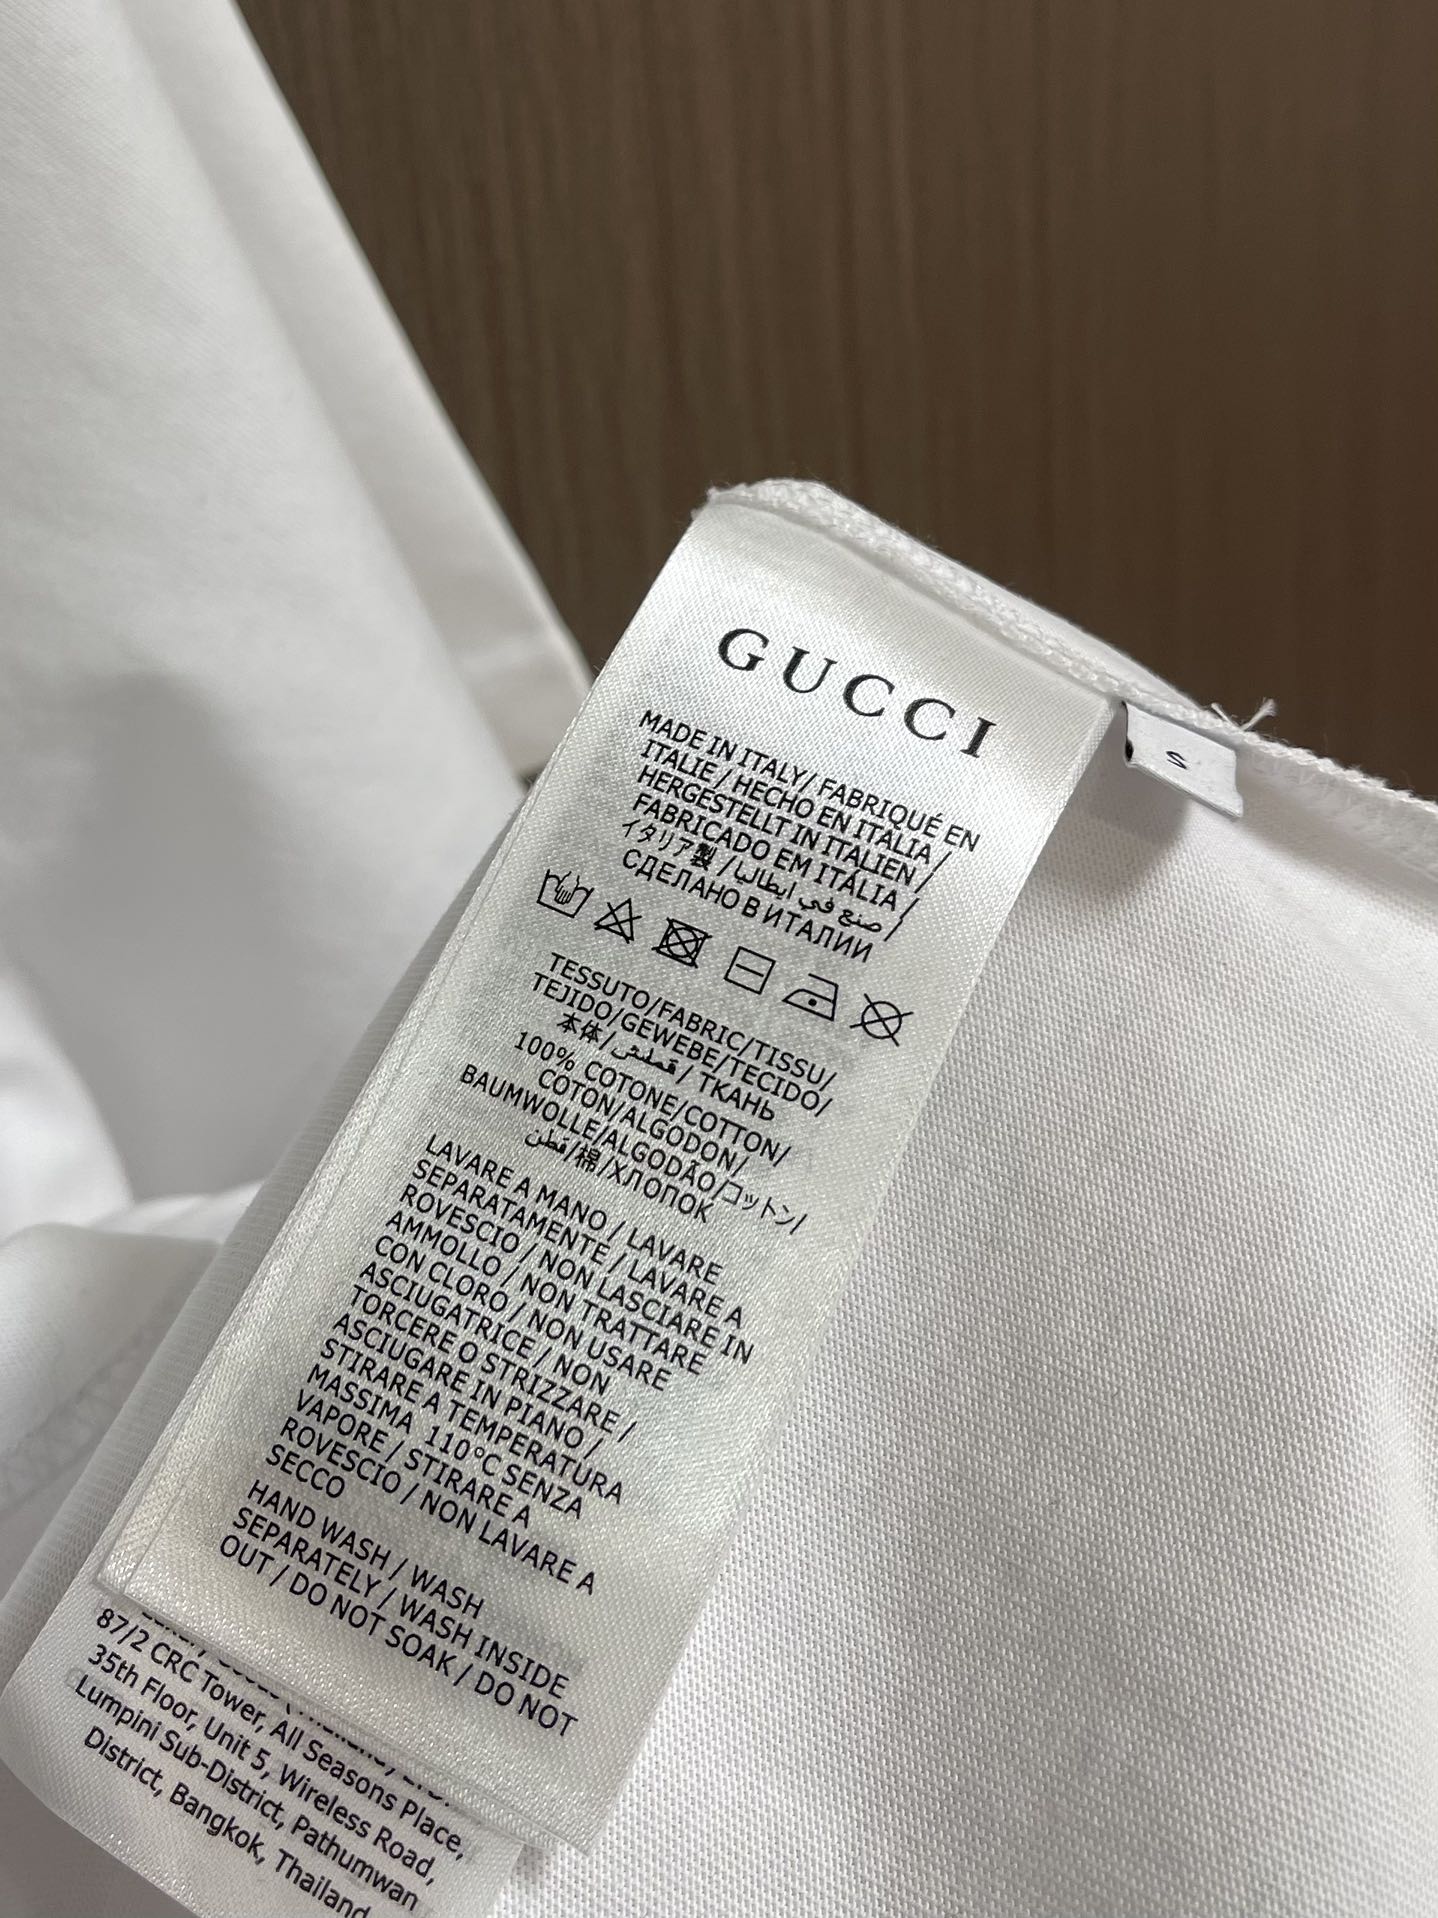 GUCCI
S
MADE IN ITALY/ FABRIQUÉ EN
ITALIE / HECHO EN ITALIA /
HERGESTELLT IN ITALIEN /
FABRICADO EM ITÁLIA /
イタリア製 / صنع في ايطاليا /
СДЕЛАНО В ИТАЛИИ
TESSUTO/FABRIC/TISSU/
TEJIDO/GEWEBE/TECIDO/
本体/ قطش / ТКАНЬ
100% COTONE/COTTON/
COTON/ALGODON/
BAUMWOLLE/ALGODÃO/コットン/
قطن/棉/ХЛОПОК
LAVARE A MANO / LAVARE
SEPARATAMENTE / LAVARE A
ROVESCIO / NON LASCIARE IN
AMMOLLO / NON TRATTARE
CON CLORO / NON USARE
ASCIUGATRICE / NON
TORCERE O STRIZZARE /
ASCIUGARE IN PIANO /
STIRARE A TEMPERATURA
MASSIMA 110°C SENZA
VAPORE / STIRARE A
ROVESCIO / NON LAVARE A
SECCO
HAND WASH / WASH
SEPARATELY / WASH INSIDE
OUT / DO NOT SOAK / DO NOT
87/2 CRC Tower, All Seasons Place,
35th Floor, Unit 5, Wireless Road,
Lumpini Sub-District, Pathumwan
District, Bangkok, Thailand